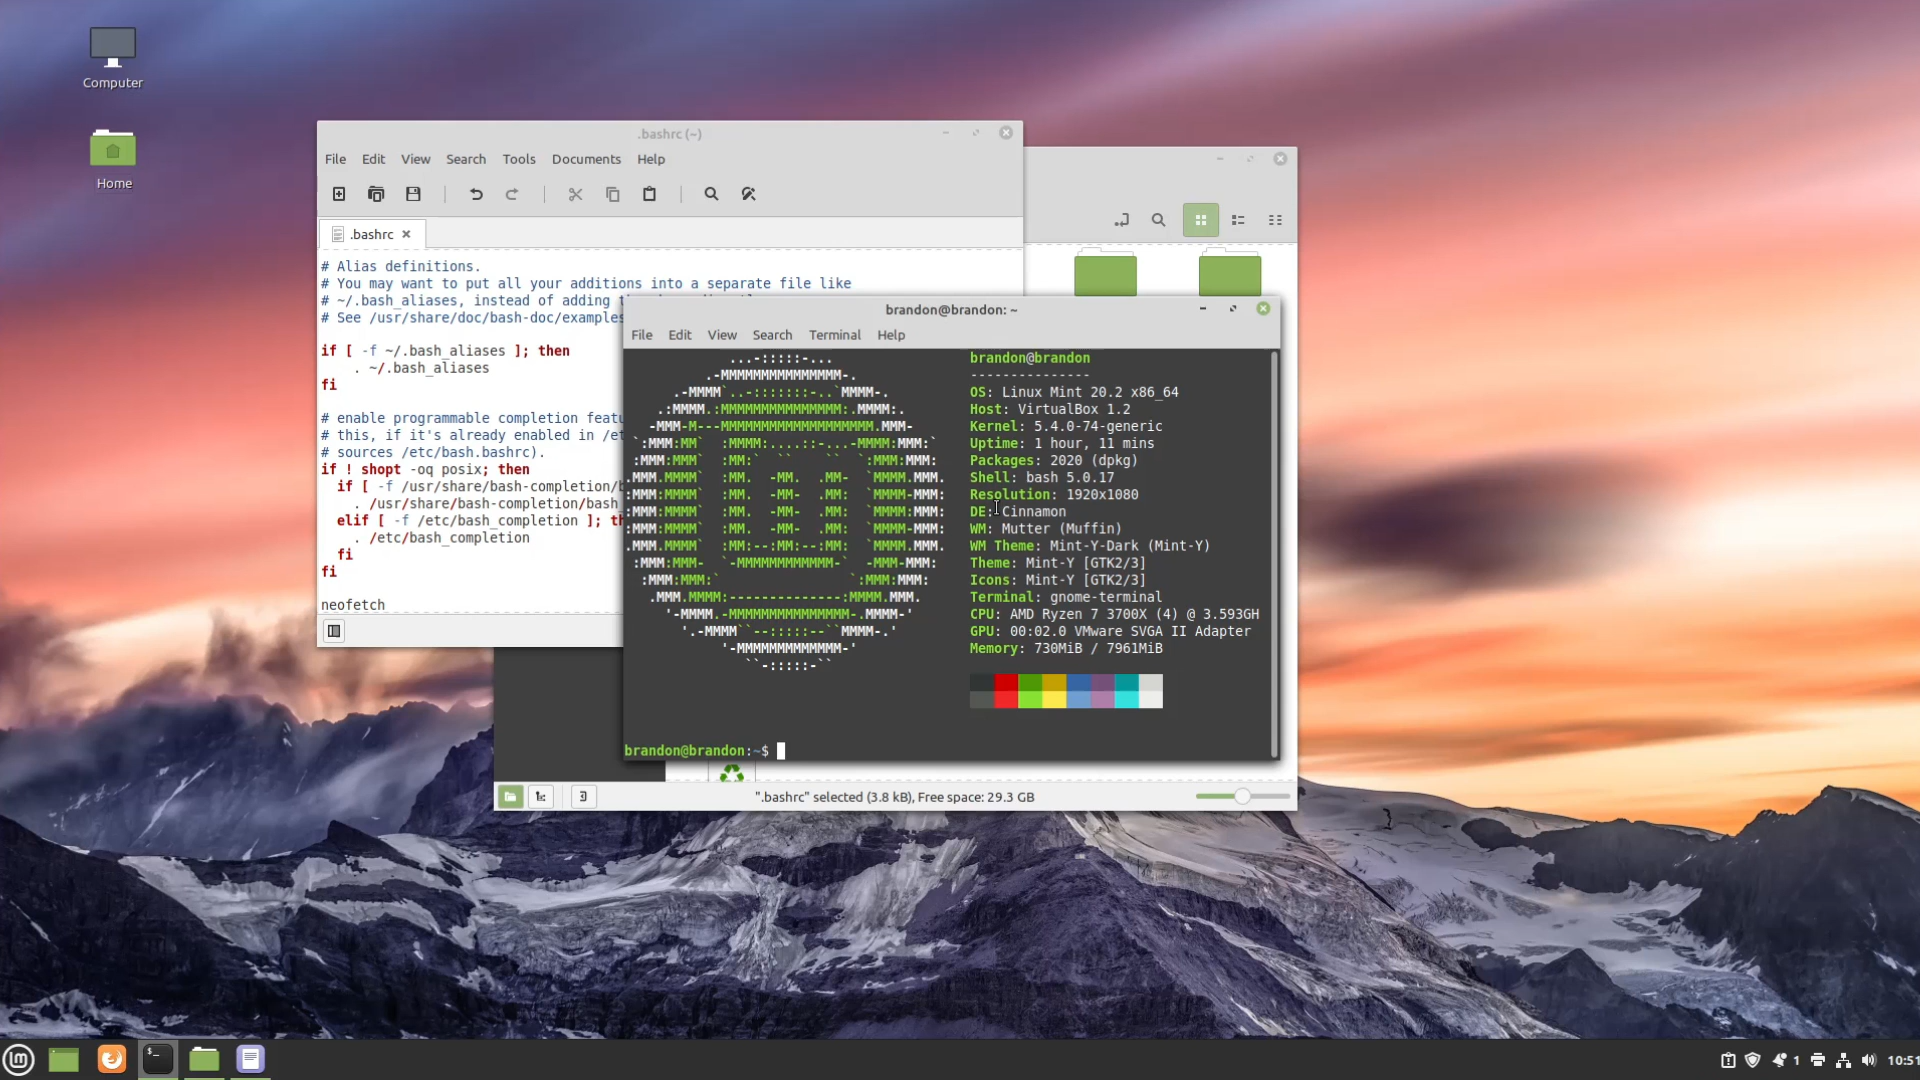 Computer
Home
.bashrc (~)
File Edit View Search Tools Documents Help
.bashrc
# Alias definitions.
# You may want to put all your additions into a separate file like
# ~/.bash_aliases, instead of adding
# See /usr/share/doc/bash-doc/examples
if [ -f ~/.bash_aliases ]; then
. ~/.bash_aliases
fi
# enable programmable completion featu
# this, if it's already enabled in /et
# sources /etc/bash.bashrc).
if ! shopt -oq posix; then
if [ -f /usr/share/bash-completion/b
. /usr/share/bash-completion/bash_
elif [ -f /etc/bash_completion ]; th
. /etc/bash_completion
fi
fi
neofetch
brandon@brandon: ~
File Edit View Search Terminal Help
brandon@brandon
---------------
OS: Linux Mint 20.2 x86_64
Host: VirtualBox 1.2
Kernel: 5.4.0-74-generic
Uptime: 1 hour, 11 mins
Packages: 2020 (dpkg)
Shell: bash 5.0.17
Resolution: 1920x1080
DE: Cinnamon
WM: Mutter (Muffin)
WM Theme: Mint-Y-Dark (Mint-Y)
Theme: Mint-Y [GTK2/3]
Icons: Mint-Y [GTK2/3]
Terminal: gnome-terminal
CPU: AMD Ryzen 7 3700X (4) @ 3.593GH
GPU: 00:02.0 VMware SVGA II Adapter
Memory: 730MiB / 7961MiB
brandon@brandon:~$
".bashrc" selected (3.8 kB), Free space: 29.3 GB
1
10:51